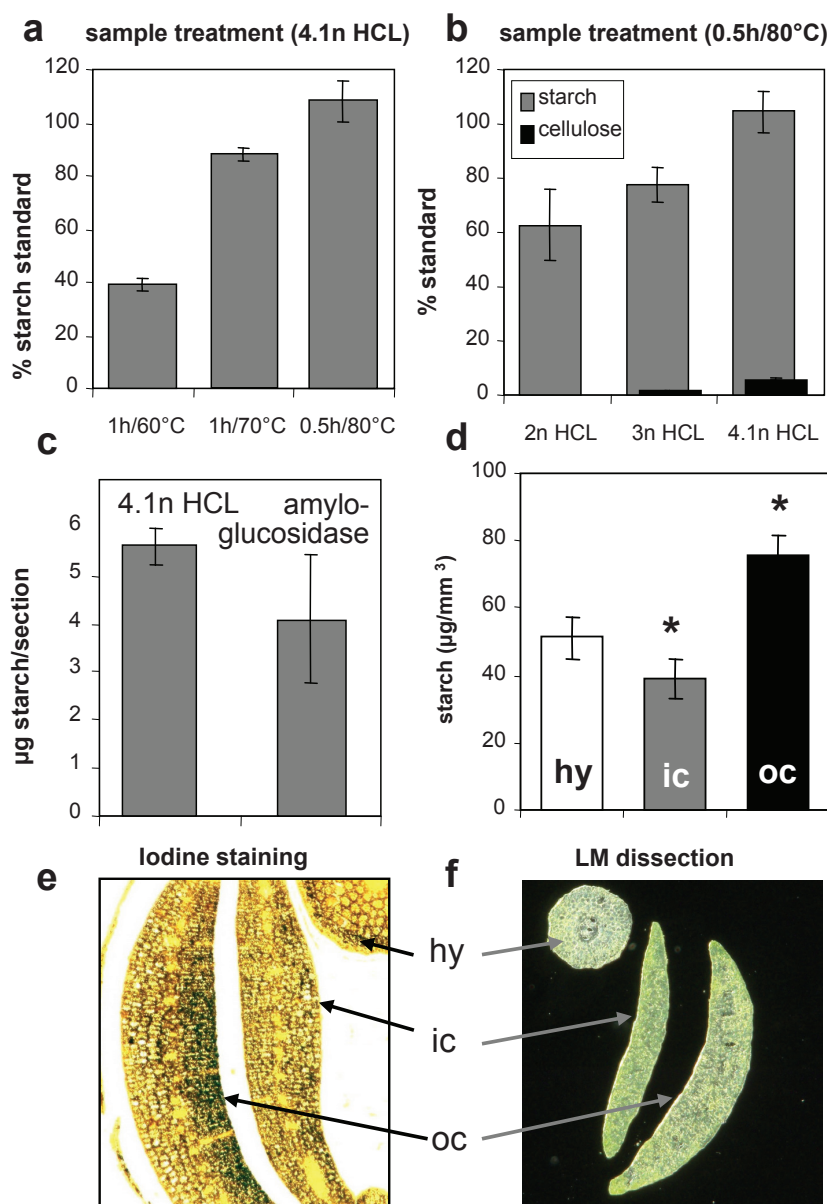 a sample treatment (4.1n HCL)
120
100
80
60
40
20
0
% starch standard
1h/60°C 1h/70°C 0.5h/80°C
b sample treatment (0.5h/80°C)
120
100
80
60
40
20
0
% standard
starch
cellulose
2n HCL 3n HCL 4.1n HCL
c
6
5
4
3
2
1
0
µg starch/section
4.1n HCL
amylo-
glucosidase
d
100
80
60
40
20
0
starch (µg/mm 3)
*
*
hy
ic
oc
Iodine staining
e
LM dissection
f
hy
ic
oc